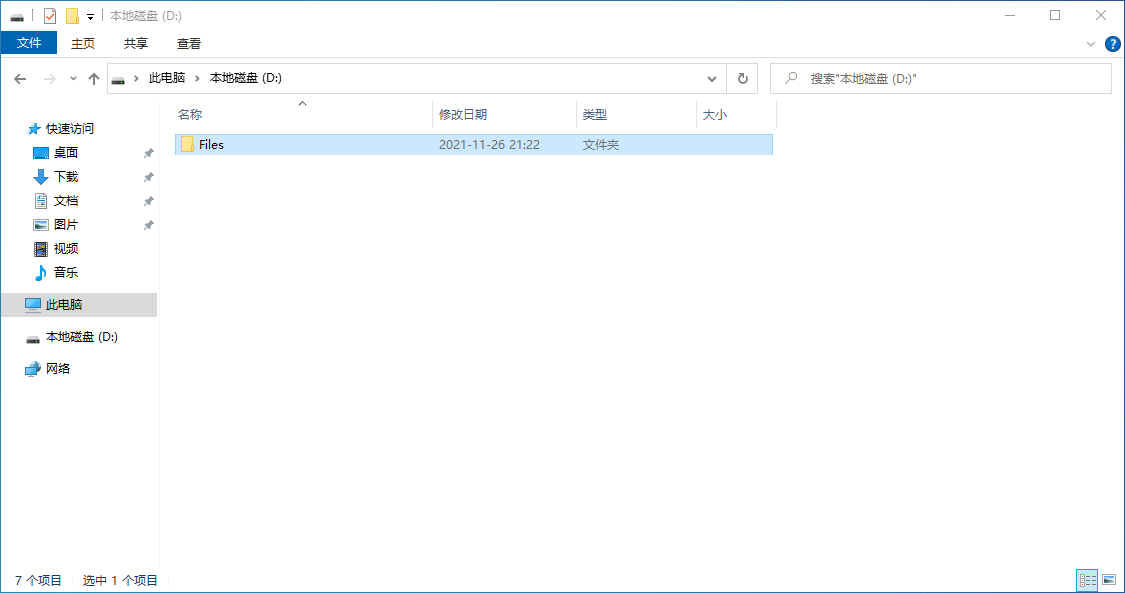 本地磁盘 (D:)
文件 主页 共享 查看
此电脑 本地磁盘 (D:) 搜索"本地磁盘 (D:)"
名称 修改日期 类型 大小
Files 2021-11-26 21:22 文件夹
快速访问
桌面
下载
文档
图片
视频
音乐
此电脑
本地磁盘 (D:)
网络
7 个项目 选中 1 个项目